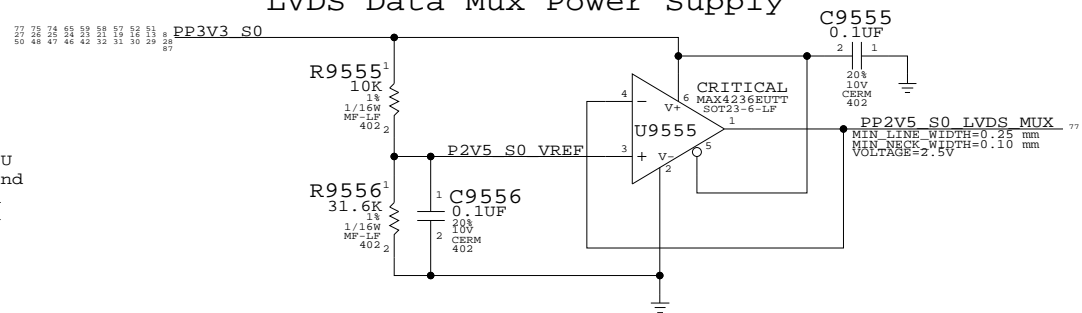 LVDS Data Mux Power Supply
77 75 74 65 59 58 57 52 51
27 26 25 24 23 21 19 16 13 8
50 48 47 46 42 32 31 30 29 28
87
PP3V3_S0
C9555
0.1UF
2 1
20%
10V
CERM
402
R9555
1
10K
1%
1/16W
MF-LF
402
2
CRITICAL
MAX4236EUTT
SOT23-6-LF
4
6
V+
U9555
1
PP2V5_S0_LVDS_MUX
77
MIN_LINE_WIDTH=0.25 mm
MIN_NECK_WIDTH=0.10 mm
VOLTAGE=2.5V
P2V5_S0_VREF
3
V-
5
2
U
nd
R9556
1
31.6K
1%
1/16W
MF-LF
402
2
1
C9556
0.1UF
20%
10V
CERM
402
2